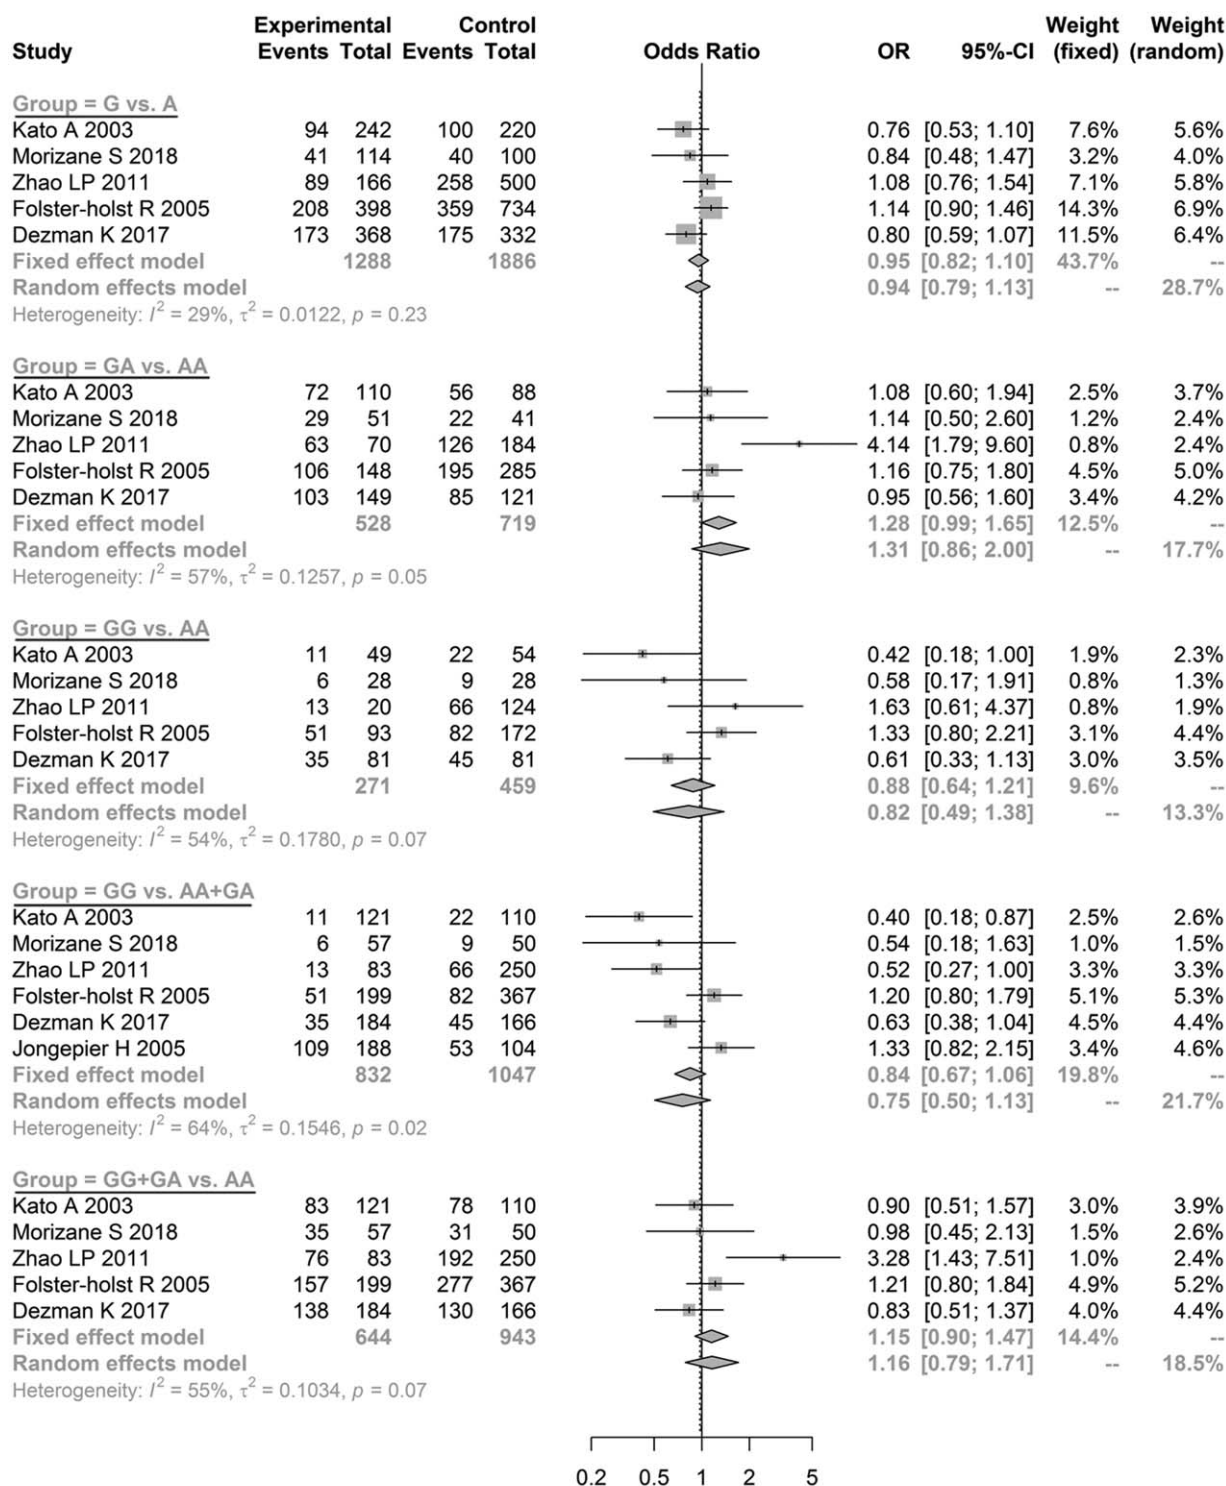 Experimental Control Weight Weight
Study Events Total Events Total Odds Ratio OR 95%-CI (fixed) (random)
Group = G vs. A
Kato A 2003 94 242 100 220 0.76 [0.53; 1.10] 7.6% 5.6%
Morizane S 2018 41 114 40 100 0.84 [0.48; 1.47] 3.2% 4.0%
Zhao LP 2011 89 166 258 500 1.08 [0.76; 1.54] 7.1% 5.8%
Folster-holst R 2005 208 398 359 734 1.14 [0.90; 1.46] 14.3% 6.9%
Dezman K 2017 173 368 175 332 0.80 [0.59; 1.07] 11.5% 6.4%
Fixed effect model 1288 1886 0.95 [0.82; 1.10] 43.7% --
Random effects model 0.94 [0.79; 1.13] -- 28.7%
Heterogeneity: I² = 29%, τ² = 0.0122, p = 0.23
Group = GA vs. AA
Kato A 2003 72 110 56 88 1.08 [0.60; 1.94] 2.5% 3.7%
Morizane S 2018 29 51 22 41 1.14 [0.50; 2.60] 1.2% 2.4%
Zhao LP 2011 63 70 126 184 4.14 [1.79; 9.60] 0.8% 2.4%
Folster-holst R 2005 106 148 195 285 1.16 [0.75; 1.80] 4.5% 5.0%
Dezman K 2017 103 149 85 121 0.95 [0.56; 1.60] 3.4% 4.2%
Fixed effect model 528 719 1.28 [0.99; 1.65] 12.5% --
Random effects model 1.31 [0.86; 2.00] -- 17.7%
Heterogeneity: I² = 57%, τ² = 0.1257, p = 0.05
Group = GG vs. AA
Kato A 2003 11 49 22 54 0.42 [0.18; 1.00] 1.9% 2.3%
Morizane S 2018 6 28 9 28 0.58 [0.17; 1.91] 0.8% 1.3%
Zhao LP 2011 13 20 66 124 1.63 [0.61; 4.37] 0.8% 1.9%
Folster-holst R 2005 51 93 82 172 1.33 [0.80; 2.21] 3.1% 4.4%
Dezman K 2017 35 81 45 81 0.61 [0.33; 1.13] 3.0% 3.5%
Fixed effect model 271 459 0.88 [0.64; 1.21] 9.6% --
Random effects model 0.82 [0.49; 1.38] -- 13.3%
Heterogeneity: I² = 54%, τ² = 0.1780, p = 0.07
Group = GG vs. AA+GA
Kato A 2003 11 121 22 110 0.40 [0.18; 0.87] 2.5% 2.6%
Morizane S 2018 6 57 9 50 0.54 [0.18; 1.63] 1.0% 1.5%
Zhao LP 2011 13 83 66 250 0.52 [0.27; 1.00] 3.3% 3.3%
Folster-holst R 2005 51 199 82 367 1.20 [0.80; 1.79] 5.1% 5.3%
Dezman K 2017 35 184 45 166 0.63 [0.38; 1.04] 4.5% 4.4%
Jongepier H 2005 109 188 53 104 1.33 [0.82; 2.15] 3.4% 4.6%
Fixed effect model 832 1047 0.84 [0.67; 1.06] 19.8% --
Random effects model 0.75 [0.50; 1.13] -- 21.7%
Heterogeneity: I² = 64%, τ² = 0.1546, p = 0.02
Group = GG+GA vs. AA
Kato A 2003 83 121 78 110 0.90 [0.51; 1.57] 3.0% 3.9%
Morizane S 2018 35 57 31 50 0.98 [0.45; 2.13] 1.5% 2.6%
Zhao LP 2011 76 83 192 250 3.28 [1.43; 7.51] 1.0% 2.4%
Folster-holst R 2005 157 199 277 367 1.21 [0.80; 1.84] 4.9% 5.2%
Dezman K 2017 138 184 130 166 0.83 [0.51; 1.37] 4.0% 4.4%
Fixed effect model 644 943 1.15 [0.90; 1.47] 14.4% --
Random effects model 1.16 [0.79; 1.71] -- 18.5%
Heterogeneity: I² = 55%, τ² = 0.1034, p = 0.07
0.2 0.5 1 2 5